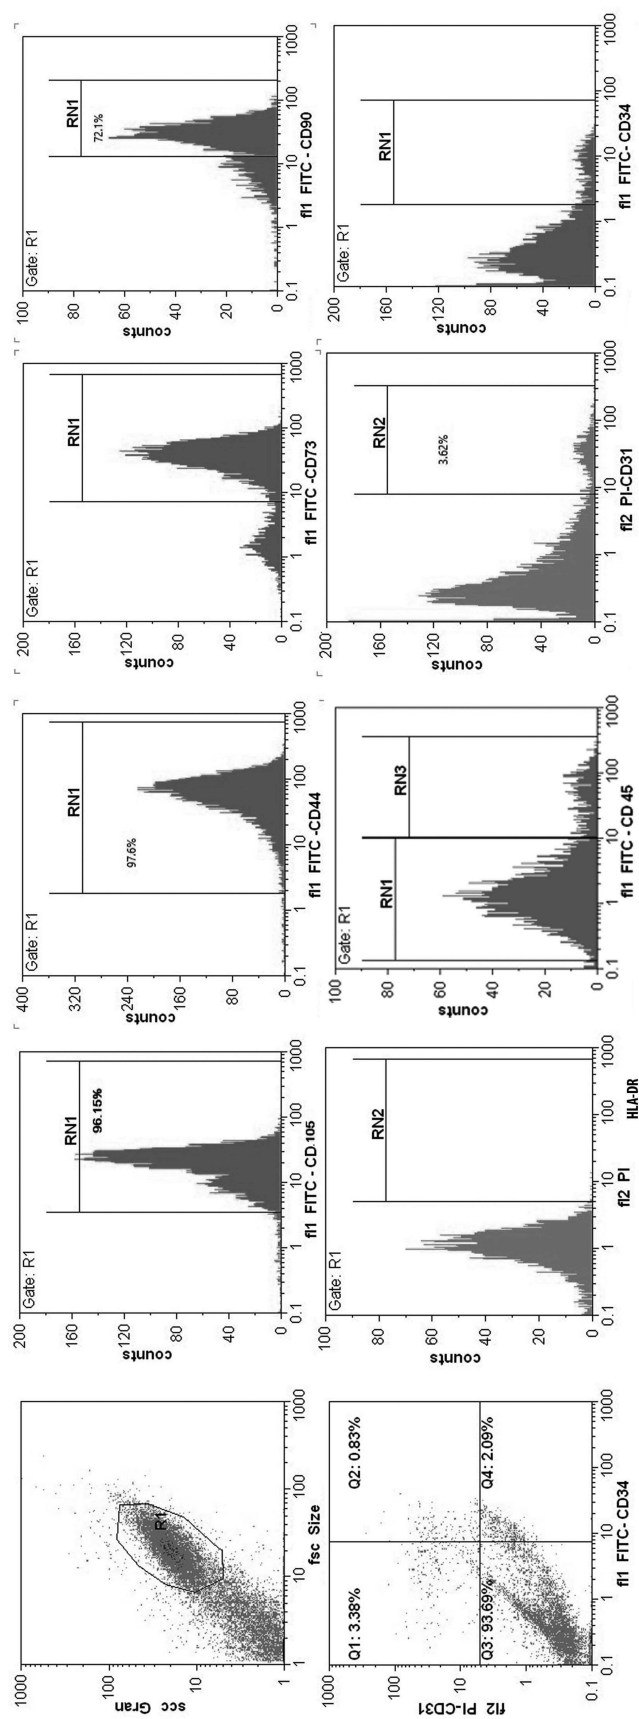 1000
100
10
1
scc Gran
R1
1 10 100 1000
fsc Size
200
160
1120
80
40
0
counts
Gate: R1
RN1
96.15%
0.1 1 10 100 1000
fl1 FITC - CD.105
400
320
240
160
80
0
counts
Gate: R1
RN1
97.6%
0.1 1 10 100 1000
fl1 FITC -CD44
200
160
120
80
40
0
counts
Gate: R1
RN1
0.1 1 10 100 1000
fl1 FITC -CD73
100
80
60
40
20
0
counts
Gate: R1
RN1
72.1%
0.1 1 10 100 1000
fl1 FITC - CD90
1000
100
10
1
0.1
fl2 PI-CD31
Q1: 3.38% Q2: 0.83%
Q3: 93.69% Q4: 2.09%
0.1 1 10 100 1000
fl1 FITC- CD34
100
80
60
40
20
0
counts
Gate: R1
RN2
0.1 1 10 100 1000
fl2 PI
HLA-DR
100
80
60
40
20
0
counts
Gate: R1
RN1 RN3
0.1 1 10 100 1000
fl1 FITC - CD 45
200
160
120
80
40
0
counts
Gate: R1
RN2
3.62%
0.1 1 10 100 1000
fl2 PI-CD31
200
160
120
80
40
0
counts
Gate: R1
RN1
0.1 1 10 100 1000
fl1 FITC- CD34